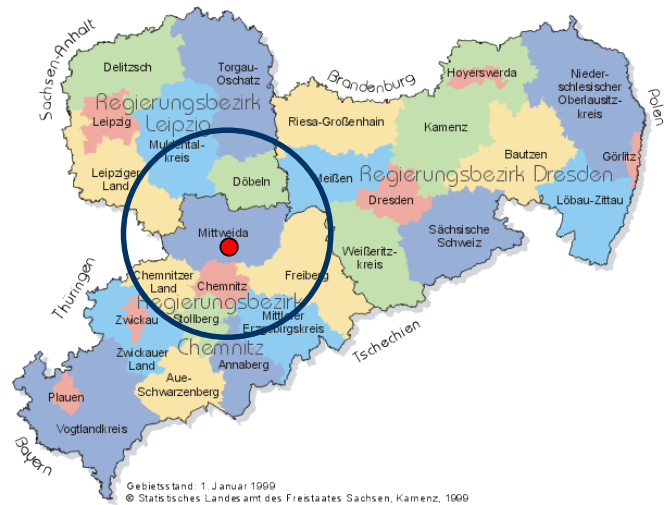 Sachsen-Anhalt
Brandenburg
Polen
Thüringen
Tschechien
Bayern
Delitzsch
Torgau-
Oschatz
Regierungsbezirk
Leipzig
Leipzig
Muldental-
kreis
Leipziger
Land
Döbeln
Riesa-Großenhain
Hoyerswerda
Nieder-
schlesischer
Oberlausitz-
kreis
Kamenz
Bautzen
Görlitz
Meißen
Regierungsbezirk Dresden
Dresden
Löbau-Zittau
Sächsische
Schweiz
Weißeritz-
kreis
Mittweida
Freiberg
Chemnitzer
Land
Chemnitz
Regierungsbezirk
Chemnitz
Stollberg
Mittlerer
Erzgebirgskreis
Zwickau
Zwickauer
Land
Annaberg
Aue-
Schwarzenberg
Plauen
Vogtlandkreis
Gebietsstand: 1. Januar 1999
© Statistisches Landesamt des Freistaates Sachsen, Kamenz, 1999